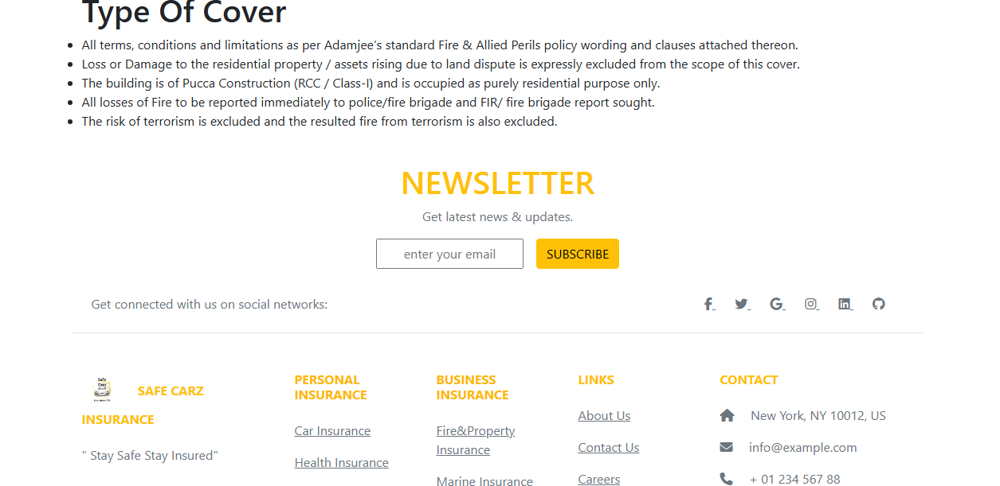 Type Of Cover
All terms, conditions and limitations as per Adamjee’s standard Fire & Allied Perils policy wording and clauses attached thereon.
Loss or Damage to the residential property / assets rising due to land dispute is expressly excluded from the scope of this cover.
The building is of Pucca Construction (RCC / Class-I) and is occupied as purely residential purpose only.
All losses of Fire to be reported immediately to police/fire brigade and FIR/ fire brigade report sought.
The risk of terrorism is excluded and the resulted fire from terrorism is also excluded.
NEWSLETTER
Get latest news & updates.
enter your email
SUBSCRIBE
Get connected with us on social networks:
Safe
Carz
SAFE CARZ
INSURANCE
" Stay Safe Stay Insured"
PERSONAL
INSURANCE
Car Insurance
Health Insurance
BUSINESS
INSURANCE
Fire&Property
Insurance
Marine Insurance
LINKS
About Us
Contact Us
Careers
CONTACT
New York, NY 10012, US
info@example.com
+ 01 234 567 88